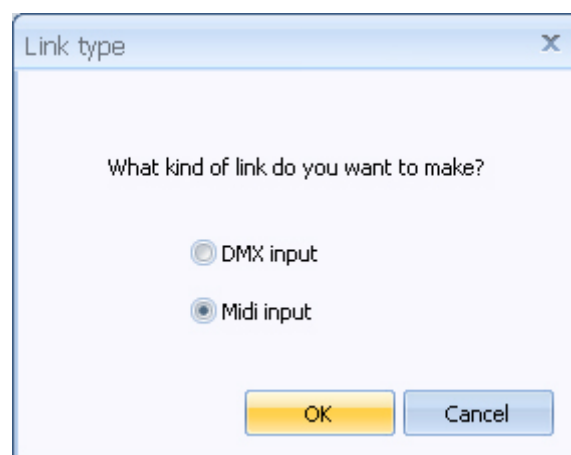 Link type
What kind of link do you want to make?
DMX input
Midi input
OK Cancel